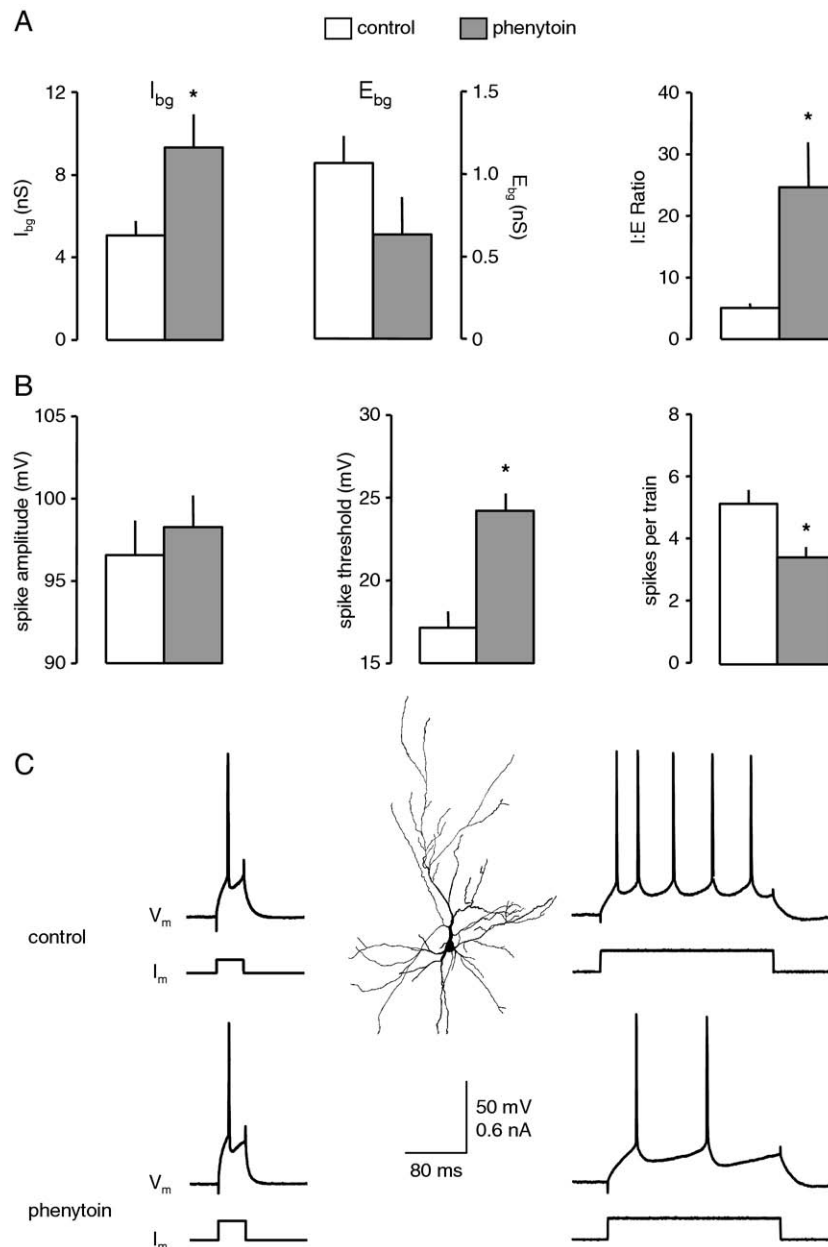 A
control phenytoin
I_bg *
E_bg
*
12
8
4
0
I_bg (nS)
1.5
1.0
0.5
0
E_bg (nS)
40
30
20
10
0
I:E Ratio
B
105
100
95
90
spike amplitude (mV)
30
25
20
15
spike threshold (mV)
*
8
6
4
2
0
spikes per train
*
C
control
V_m
I_m
50 mV
0.6 nA
80 ms
phenytoin
V_m
I_m